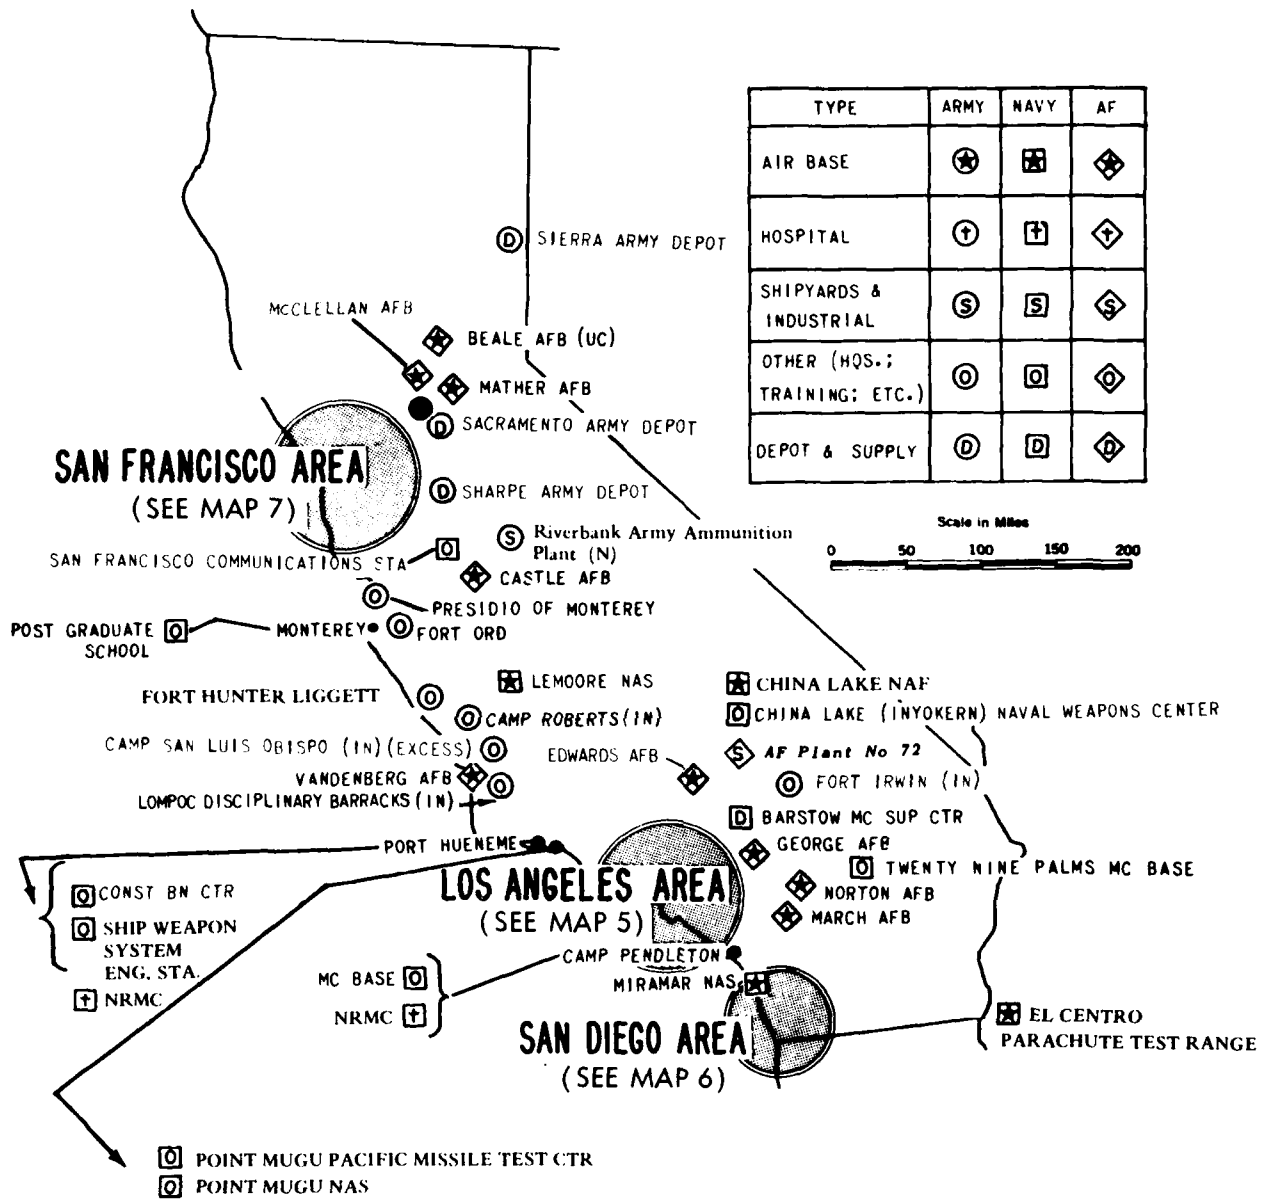 TYPE ARMY NAVY AF
AIR BASE
HOSPITAL
SHIPYARDS &
INDUSTRIAL
S S S
OTHER (HQS.;
TRAINING; ETC.)
O O O
DEPOT & SUPPLY
D D D
Scale in Miles
0 50 100 150 200
D SIERRA ARMY DEPOT
MCCLELLAN AFB
BEALE AFB (UC)
MATHER AFB
D SACRAMENTO ARMY DEPOT
SAN FRANCISCO AREA
(SEE MAP 7)
D SHARPE ARMY DEPOT
S Riverbank Army Ammunition
Plant (N)
SAN FRANCISCO COMMUNICATIONS STA O
CASTLE AFB
O PRESIDIO OF MONTEREY
POST GRADUATE O
SCHOOL
MONTEREY
O FORT ORD
LEMOORE NAS
CHINA LAKE NAF
FORT HUNTER LIGGETT O
O CAMP ROBERTS (IN)
O CHINA LAKE (INYOKERN) NAVAL WEAPONS CENTER
CAMP SAN LUIS OBISPO (IN) (EXCESS) O
EDWARDS AFB
S AF Plant No 72
VANDENBERG AFB
O FORT IRWIN (IN)
LOMPOC DISCIPLINARY BARRACKS (IN) O
D BARSTOW MC SUP CTR
PORT HUENEME
GEORGE AFB
O TWENTY NINE PALMS MC BASE
LOS ANGELES AREA
(SEE MAP 5)
NORTON AFB
MARCH AFB
O CONST BN CTR
O SHIP WEAPON
SYSTEM
ENG. STA.
NRMC
CAMP PENDLETON
MC BASE O
NRMC
MIRAMAR NAS
SAN DIEGO AREA
(SEE MAP 6)
EL CENTRO
PARACHUTE TEST RANGE
O POINT MUGU PACIFIC MISSILE TEST CTR
O POINT MUGU NAS